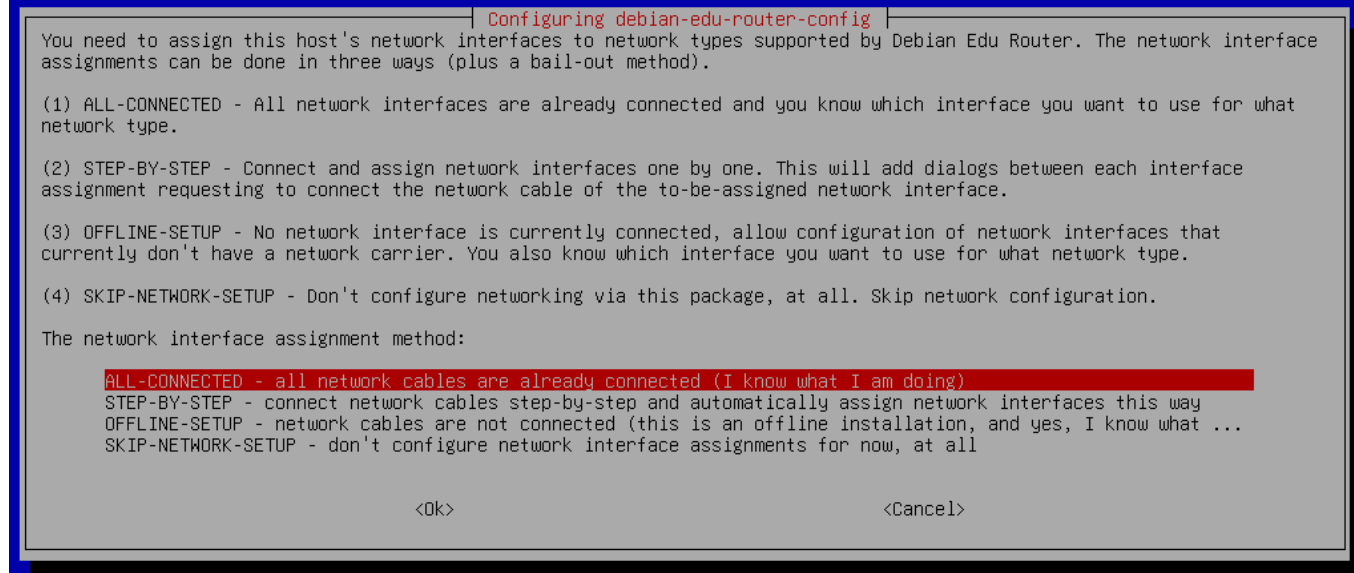 Configuring debian-edu-router-config
You need to assign this host's network interfaces to network types supported by Debian Edu Router. The network interface
assignments can be done in three ways (plus a bail-out method).
(1) ALL-CONNECTED - All network interfaces are already connected and you know which interface you want to use for what
network type.
(2) STEP-BY-STEP - Connect and assign network interfaces one by one. This will add dialogs between each interface
assignment requesting to connect the network cable of the to-be-assigned network interface.
(3) OFFLINE-SETUP - No network interface is currently connected, allow configuration of network interfaces that
currently don't have a network carrier. You also know which interface you want to use for what network type.
(4) SKIP-NETWORK-SETUP - Don't configure networking via this package, at all. Skip network configuration.
The network interface assignment method:
ALL-CONNECTED - all network cables are already connected (I know what I am doing)
STEP-BY-STEP - connect network cables step-by-step and automatically assign network interfaces this way
OFFLINE-SETUP - network cables are not connected (this is an offline installation, and yes, I know what ...
SKIP-NETWORK-SETUP - don't configure network interface assignments for now, at all
<Ok> <Cancel>